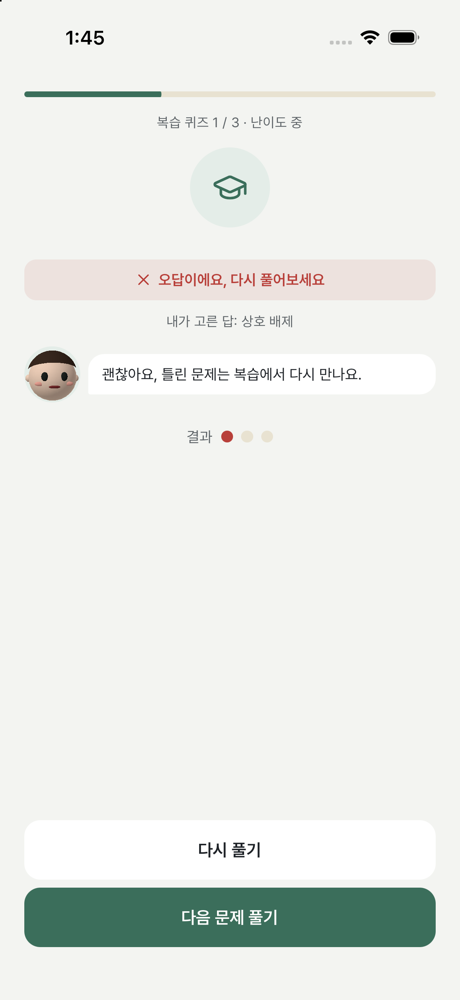 1:45
복습 퀴즈 1 / 3 · 난이도 중
오답이에요, 다시 풀어보세요
내가 고른 답: 상호 배제
괜찮아요, 틀린 문제는 복습에서 다시 만나요.
결과
다시 풀기
다음 문제 풀기